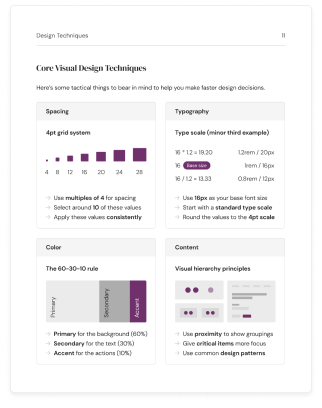 Design Techniques
11
Core Visual Design Techniques
Here's some tactical things to bear in mind to help you make faster design decisions.
Spacing
4pt grid system
4 8 12 16 20 24 28
→ Use multiples of 4 for spacing
→ Select around 10 of these values
→ Apply these values consistently
Typography
Type scale (minor third example)
16 * 1.2 = 19.20 1.2rem / 20px
16 Base size 1rem / 16px
16 / 1.2 = 13.33 0.8rem / 12px
→ Use 16px as your base font size
→ Start with a standard type scale
→ Round the values to the 4pt scale
Color
The 60-30-10 rule
Primary
Secondary
Accent
→ Primary for the background (60%)
→ Secondary for the text (30%)
→ Accent for the actions (10%)
Content
Visual hierarchy principles
→ Use proximity to show groupings
→ Give critical items more focus
→ Use common design patterns